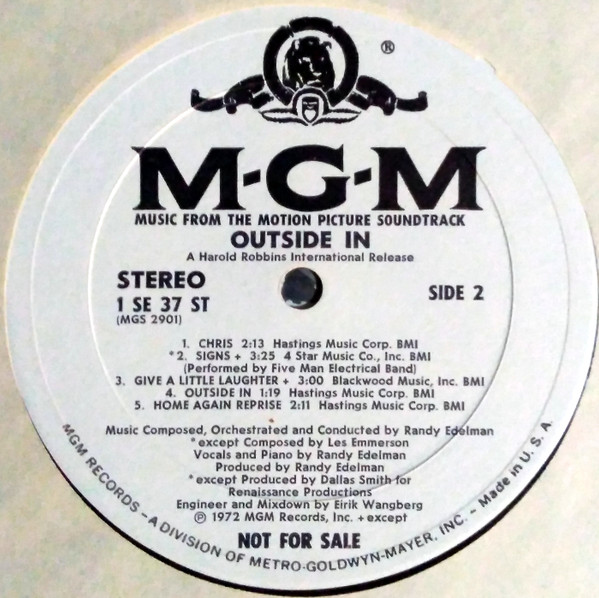 ®
M-G-M
MUSIC FROM THE MOTION PICTURE SOUNDTRACK
OUTSIDE IN
A Harold Robbins International Release
STEREO
1 SE 37 ST
(MGS 2901)
SIDE 2
1. CHRIS 2:13 Hastings Music Corp. BMI
*2. SIGNS + 3:25 4 Star Music Co., Inc. BMI
(Performed by Five Man Electrical Band)
3. GIVE A LITTLE LAUGHTER + 3:00 Blackwood Music, Inc. BMI
4. OUTSIDE IN 1:19 Hastings Music Corp. BMI
5. HOME AGAIN REPRISE 2:11 Hastings Music Corp. BMI
Music Composed, Orchestrated and Conducted by Randy Edelman
*except Composed by Les Emmerson
Vocals and Piano by Randy Edelman
Produced by Randy Edelman
*except Produced by Dallas Smith for
Renaissance Productions
Engineer and Mixdown by Eirik Wangberg
℗ 1972 MGM Records, Inc. + except
NOT FOR SALE
MGM RECORDS – A DIVISION OF METRO-GOLDWYN-MAYER, INC. – Made in U. S. A.